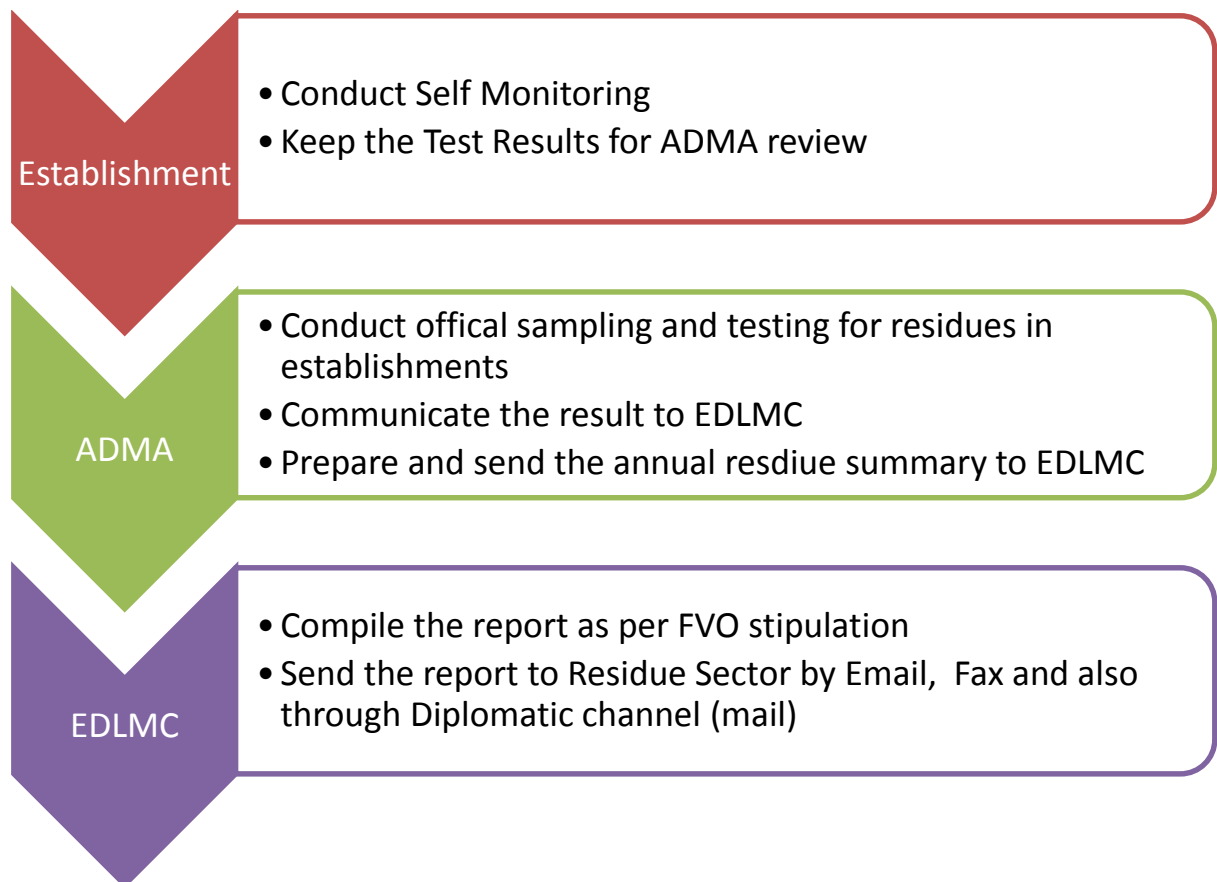 Establishment
• Conduct Self Monitoring
• Keep the Test Results for ADMA review
ADMA
• Conduct offical sampling and testing for residues in
establishments
• Communicate the result to EDLMC
• Prepare and send the annual resdiue summary to EDLMC
EDLMC
• Compile the report as per FVO stipulation
• Send the report to Residue Sector by Email,  Fax and also
through Diplomatic channel (mail)